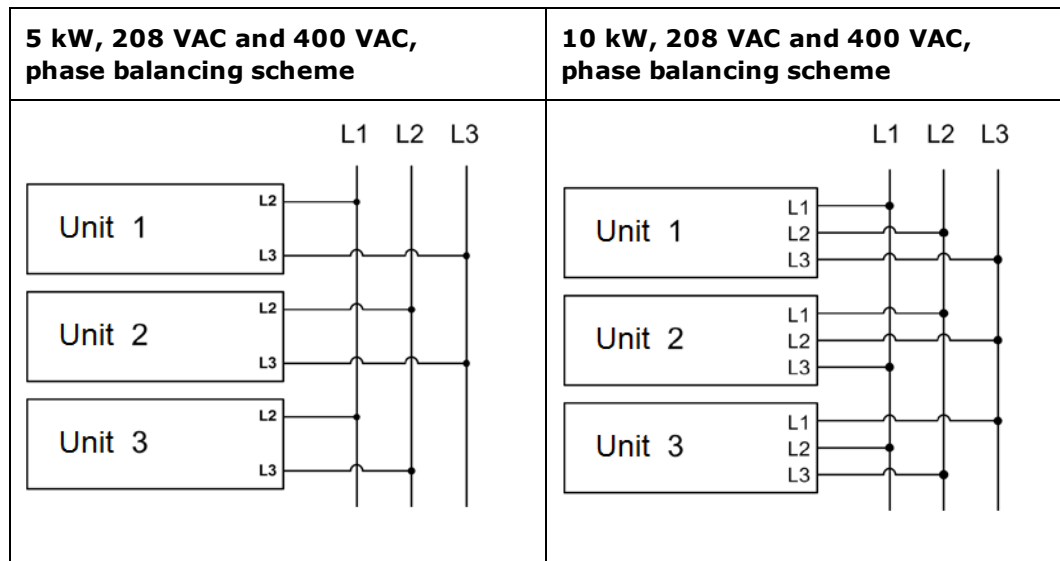 5 kW, 208 VAC and 400 VAC,
phase balancing scheme
10 kW, 208 VAC and 400 VAC,
phase balancing scheme
L1 L2 L3
Unit 1
L2
L3
Unit 2
L2
L3
Unit 3
L2
L3
L1 L2 L3
Unit 1
L1
L2
L3
Unit 2
L1
L2
L3
Unit 3
L1
L2
L3